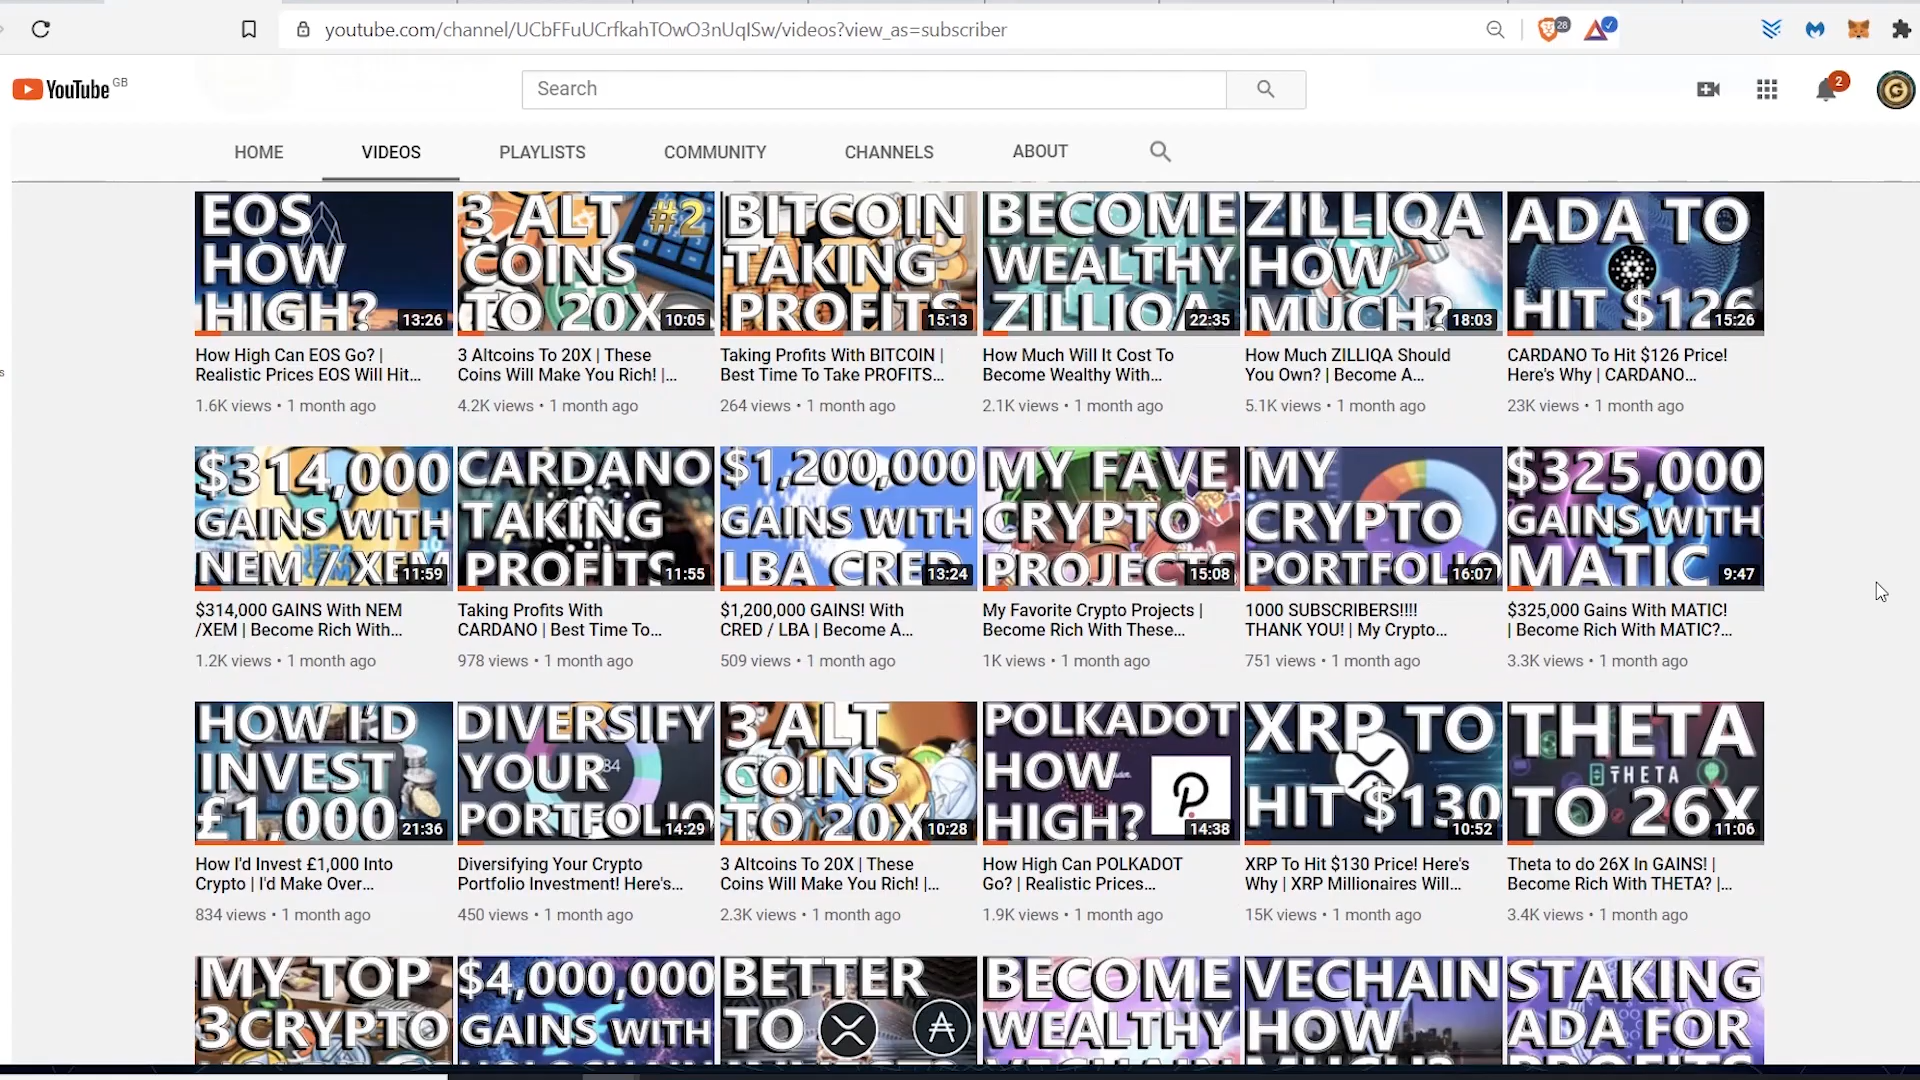 youtube.com/channel/UCbFFuUCrfkahTOwO3nUqISw/videos?view_as=subscriber
28
YouTube GB
Search
2
HOME
VIDEOS
PLAYLISTS
COMMUNITY
CHANNELS
ABOUT
EOS
HOW
HIGH?
13:26
How High Can EOS Go? |
Realistic Prices EOS Will Hit...
1.6K views • 1 month ago
3 ALT #2
COINS
TO 20X
10:05
3 Altcoins To 20X | These
Coins Will Make You Rich! |...
4.2K views • 1 month ago
BITCOIN
TAKING
PROFITS
15:13
Taking Profits With BITCOIN |
Best Time To Take PROFITS...
264 views • 1 month ago
BECOME
WEALTHY
ZILLIQA
22:35
How Much Will It Cost To
Become Wealthy With...
2.1K views • 1 month ago
ZILLIQA
HOW
MUCH?
18:03
How Much ZILLIQA Should
You Own? | Become A...
5.1K views • 1 month ago
ADA TO
HIT $126
15:26
CARDANO To Hit $126 Price!
Here's Why | CARDANO...
23K views • 1 month ago
$314,000
GAINS WITH
NEM / XEM
11:59
$314,000 GAINS With NEM
/XEM | Become Rich With...
1.2K views • 1 month ago
CARDANO
TAKING
PROFITS
11:55
Taking Profits With
CARDANO | Best Time To...
978 views • 1 month ago
$1,200,000
GAINS WITH
LBA CRED
13:24
$1,200,000 GAINS! With
CRED / LBA | Become A...
509 views • 1 month ago
MY FAVE
CRYPTO
PROJECTS
15:08
My Favorite Crypto Projects |
Become Rich With These...
1K views • 1 month ago
MY
CRYPTO
PORTFOLIO
16:07
1000 SUBSCRIBERS!!!!
THANK YOU! | My Crypto...
751 views • 1 month ago
$325,000
GAINS WITH
MATIC
9:47
$325,000 Gains With MATIC!
| Become Rich With MATIC?...
3.3K views • 1 month ago
HOW I'D
INVEST
£1,000
21:36
How I'd Invest £1,000 Into
Crypto | I'd Make Over...
834 views • 1 month ago
DIVERSIFY
YOUR
PORTFOLIO
14:29
Diversifying Your Crypto
Portfolio Investment! Here's...
450 views • 1 month ago
3 ALT
COINS
TO 20X
10:28
3 Altcoins To 20X | These
Coins Will Make You Rich! |...
2.3K views • 1 month ago
POLKADOT
HOW
HIGH?
14:38
How High Can POLKADOT
Go? | Realistic Prices...
1.9K views • 1 month ago
XRP TO
HIT $130
10:52
XRP To Hit $130 Price! Here's
Why | XRP Millionaires Will...
15K views • 1 month ago
THETA
THETA
TO 26X
11:06
Theta to do 26X In GAINS! |
Become Rich With THETA? |...
3.4K views • 1 month ago
MY TOP
3 CRYPTO
$4,000,000
GAINS WITH
BETTER
TO
BECOME
WEALTHY
VECHAIN
HOW
STAKING
ADA FOR